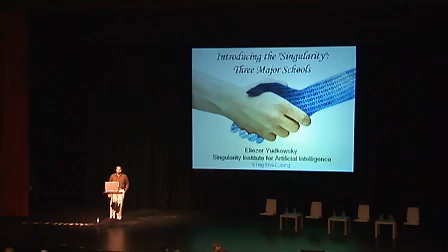 Introducing the 'Singularity':
Three Major Schools
Eliezer Yudkowsky
Singularity Institute for Artificial Intelligence